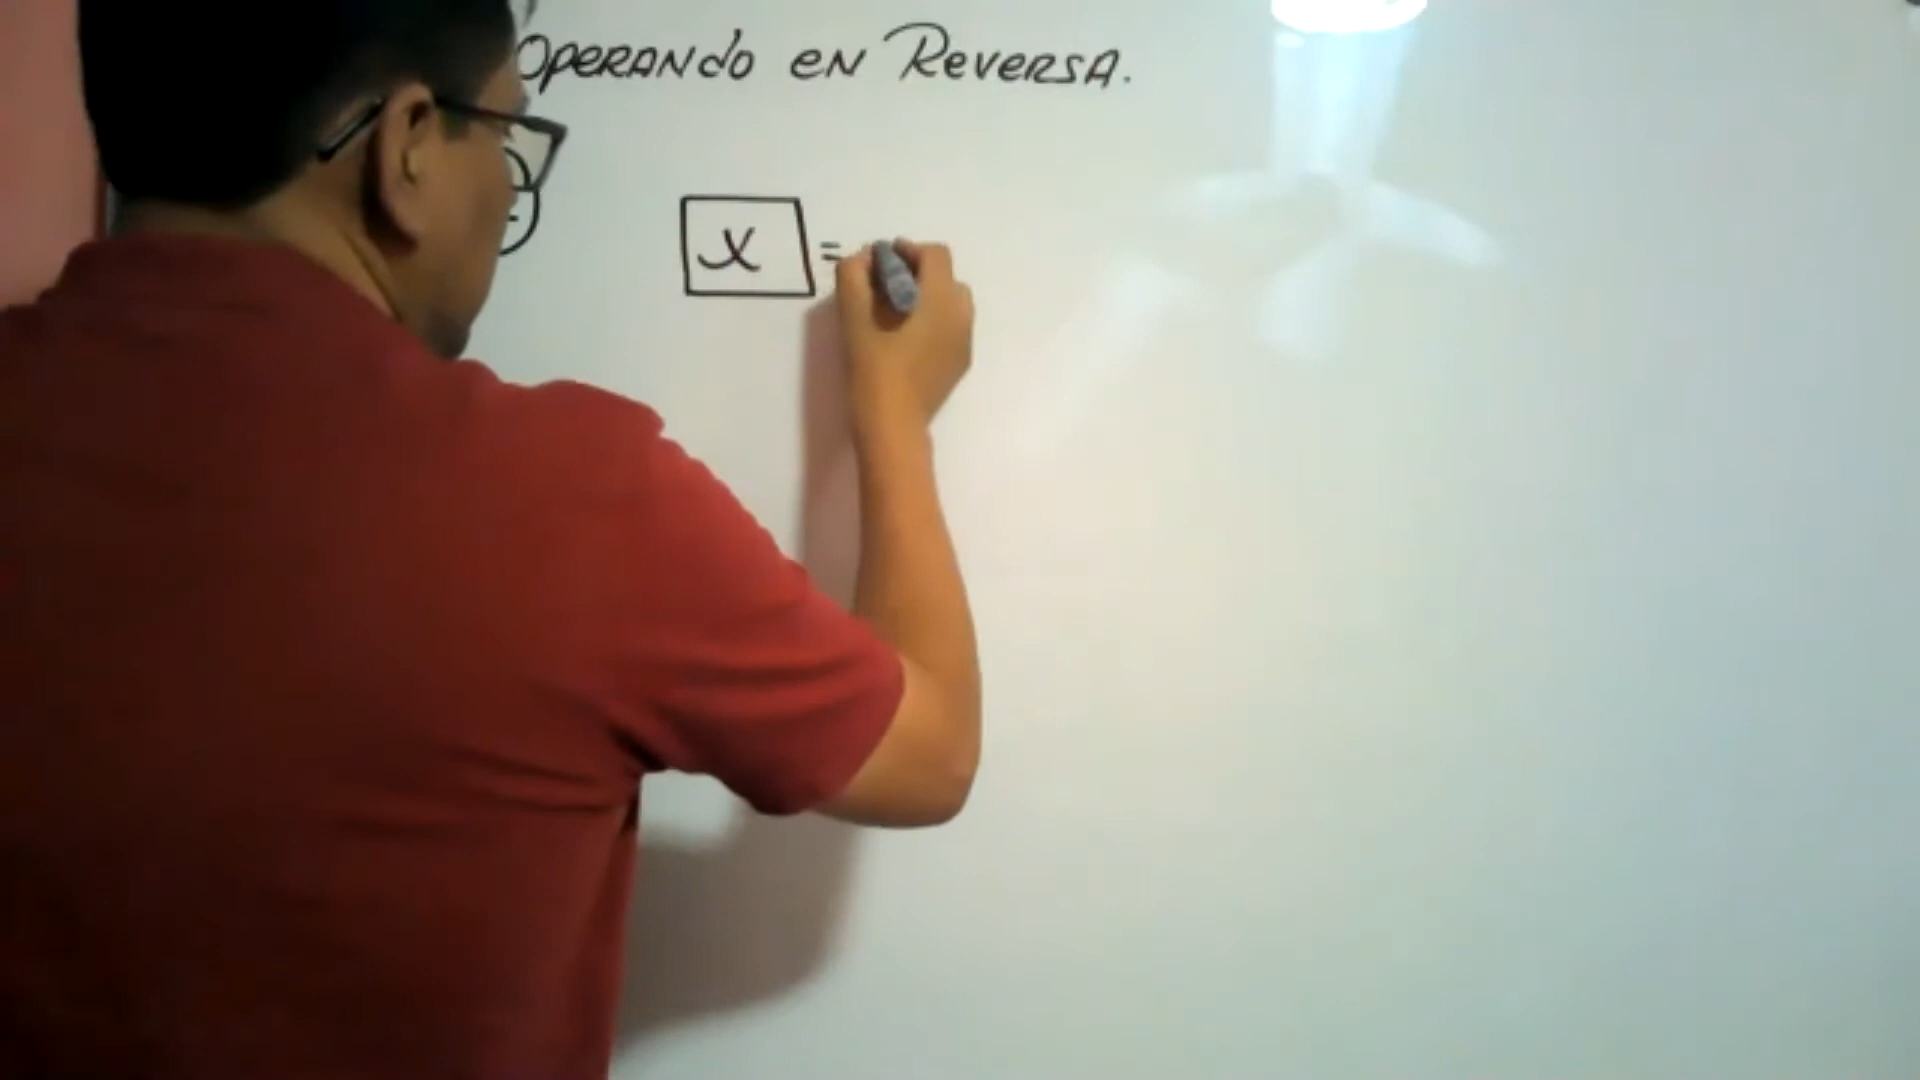 OPERANdo EN REVERSA.
x =